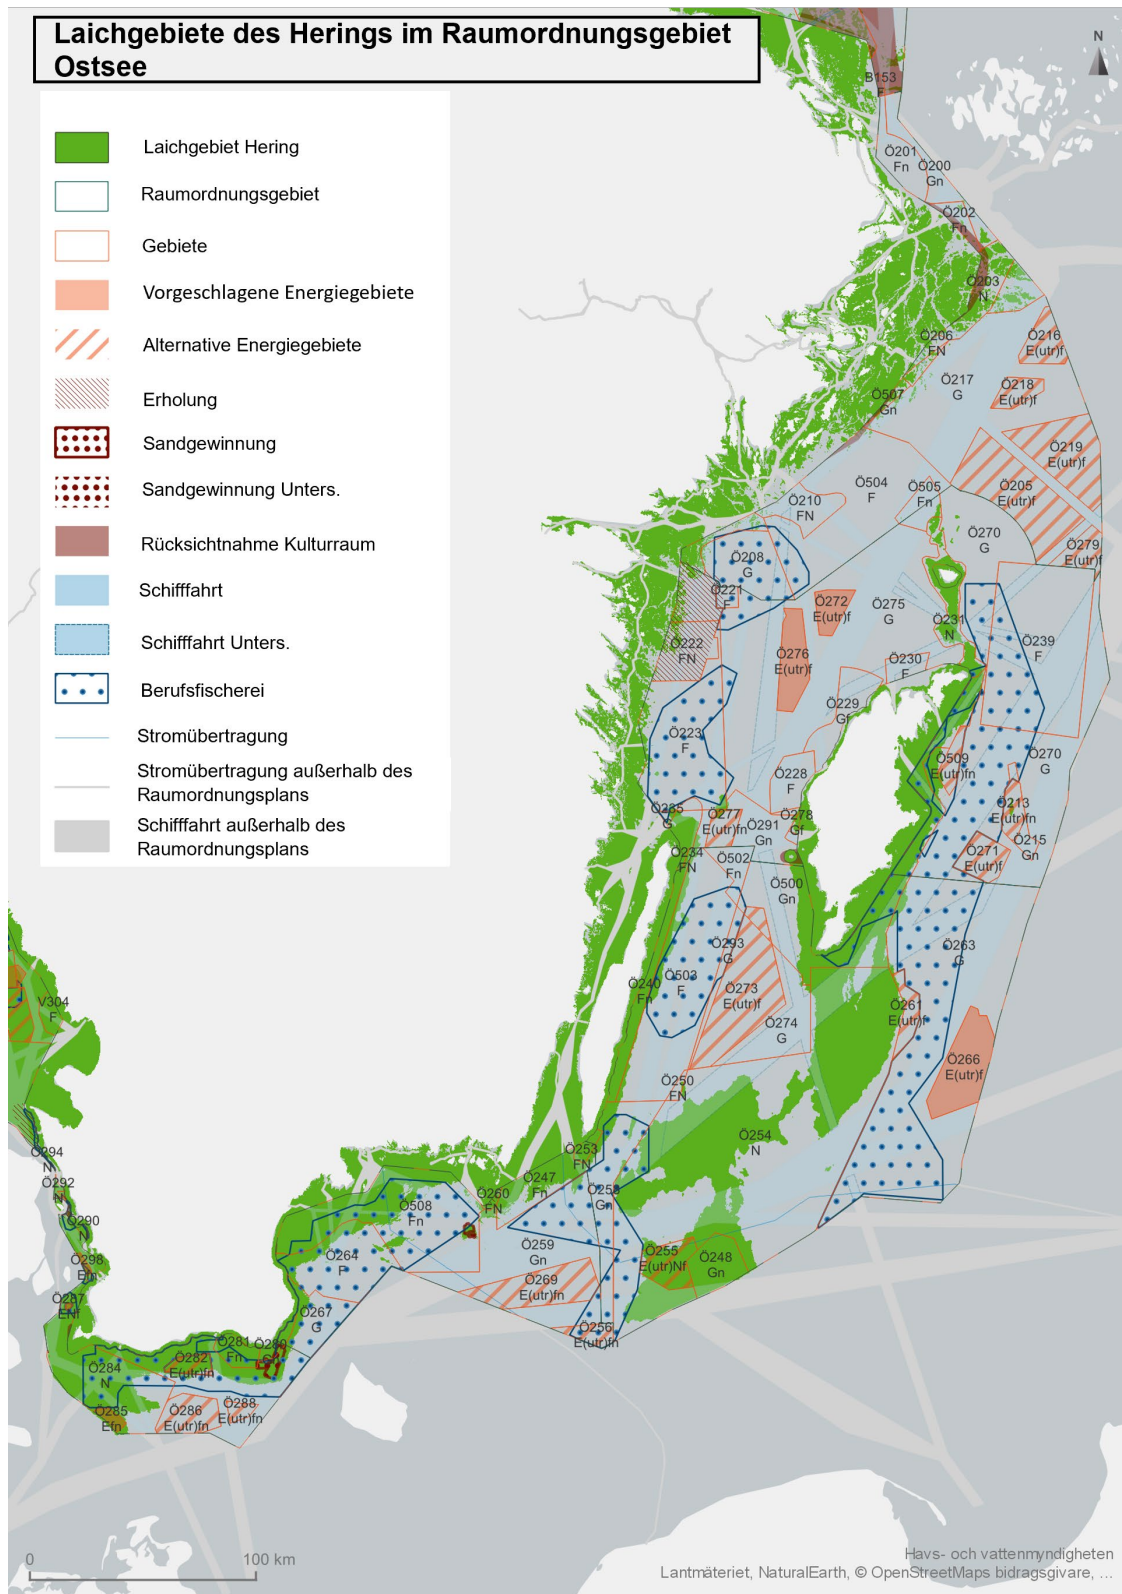 Laichgebiete des Herings im Raumordnungsgebiet
Ostsee
N
Laichgebiet Hering
Raumordnungsgebiet
Gebiete
Vorgeschlagene Energiegebiete
Alternative Energiegebiete
Erholung
Sandgewinnung
Sandgewinnung Unters.
Rücksichtnahme Kulturraum
Schifffahrt
Schifffahrt Unters.
Berufsfischerei
Stromübertragung
Stromübertragung außerhalb des
Raumordnungsplans
Schifffahrt außerhalb des
Raumordnungsplans
B153
F
Ö201
Fn
Ö200
Gn
Ö202
Fn
Ö203
N
Ö206
FN
Ö216
E(utr)f
Ö217
G
Ö218
E(utr)f
Ö507
Gn
Ö219
E(utr)f
Ö205
E(utr)f
Ö504
F
Ö505
Fn
Ö210
FN
Ö270
G
Ö279
E(utr)f
Ö208
G
Ö221
F
Ö272
E(utr)f
Ö275
G
Ö231
N
Ö239
F
Ö222
FN
Ö276
E(utr)f
Ö230
F
Ö229
Gf
Ö223
F
Ö509
E(utr)fn
Ö270
G
Ö228
F
Ö213
E(utr)fn
Ö235
G
Ö277
E(utr)fn
Ö291
Gn
Ö278
Gf
Ö215
Gn
Ö271
E(utr)f
Ö234
FN
Ö502
Fn
Ö500
Gn
Ö293
G
Ö263
G
Ö503
F
Ö240
Fn
Ö273
E(utr)f
Ö261
E(utr)f
V304
F
Ö274
G
Ö266
E(utr)f
Ö250
FN
Ö254
N
Ö253
FN
Ö294
N
Ö292
N
Ö247
Fn
Ö260
FN
Ö258
Gn
Ö508
Fn
Ö290
N
Ö264
F
Ö259
Gn
Ö255
E(utr)Nf
Ö248
Gn
Ö298
Efn
Ö269
E(utr)fn
Ö287
ENf
Ö267
G
Ö256
E(utr)fn
Ö281
Fn
Ö280
Ö282
E(utr)fn
Ö284
N
Ö285
Efn
Ö286
E(utr)fn
Ö288
E(utr)fn
0
100 km
Havs- och vattenmyndigheten
Lantmäteriet, NaturalEarth, © OpenStreetMaps bidragsgivare, ...